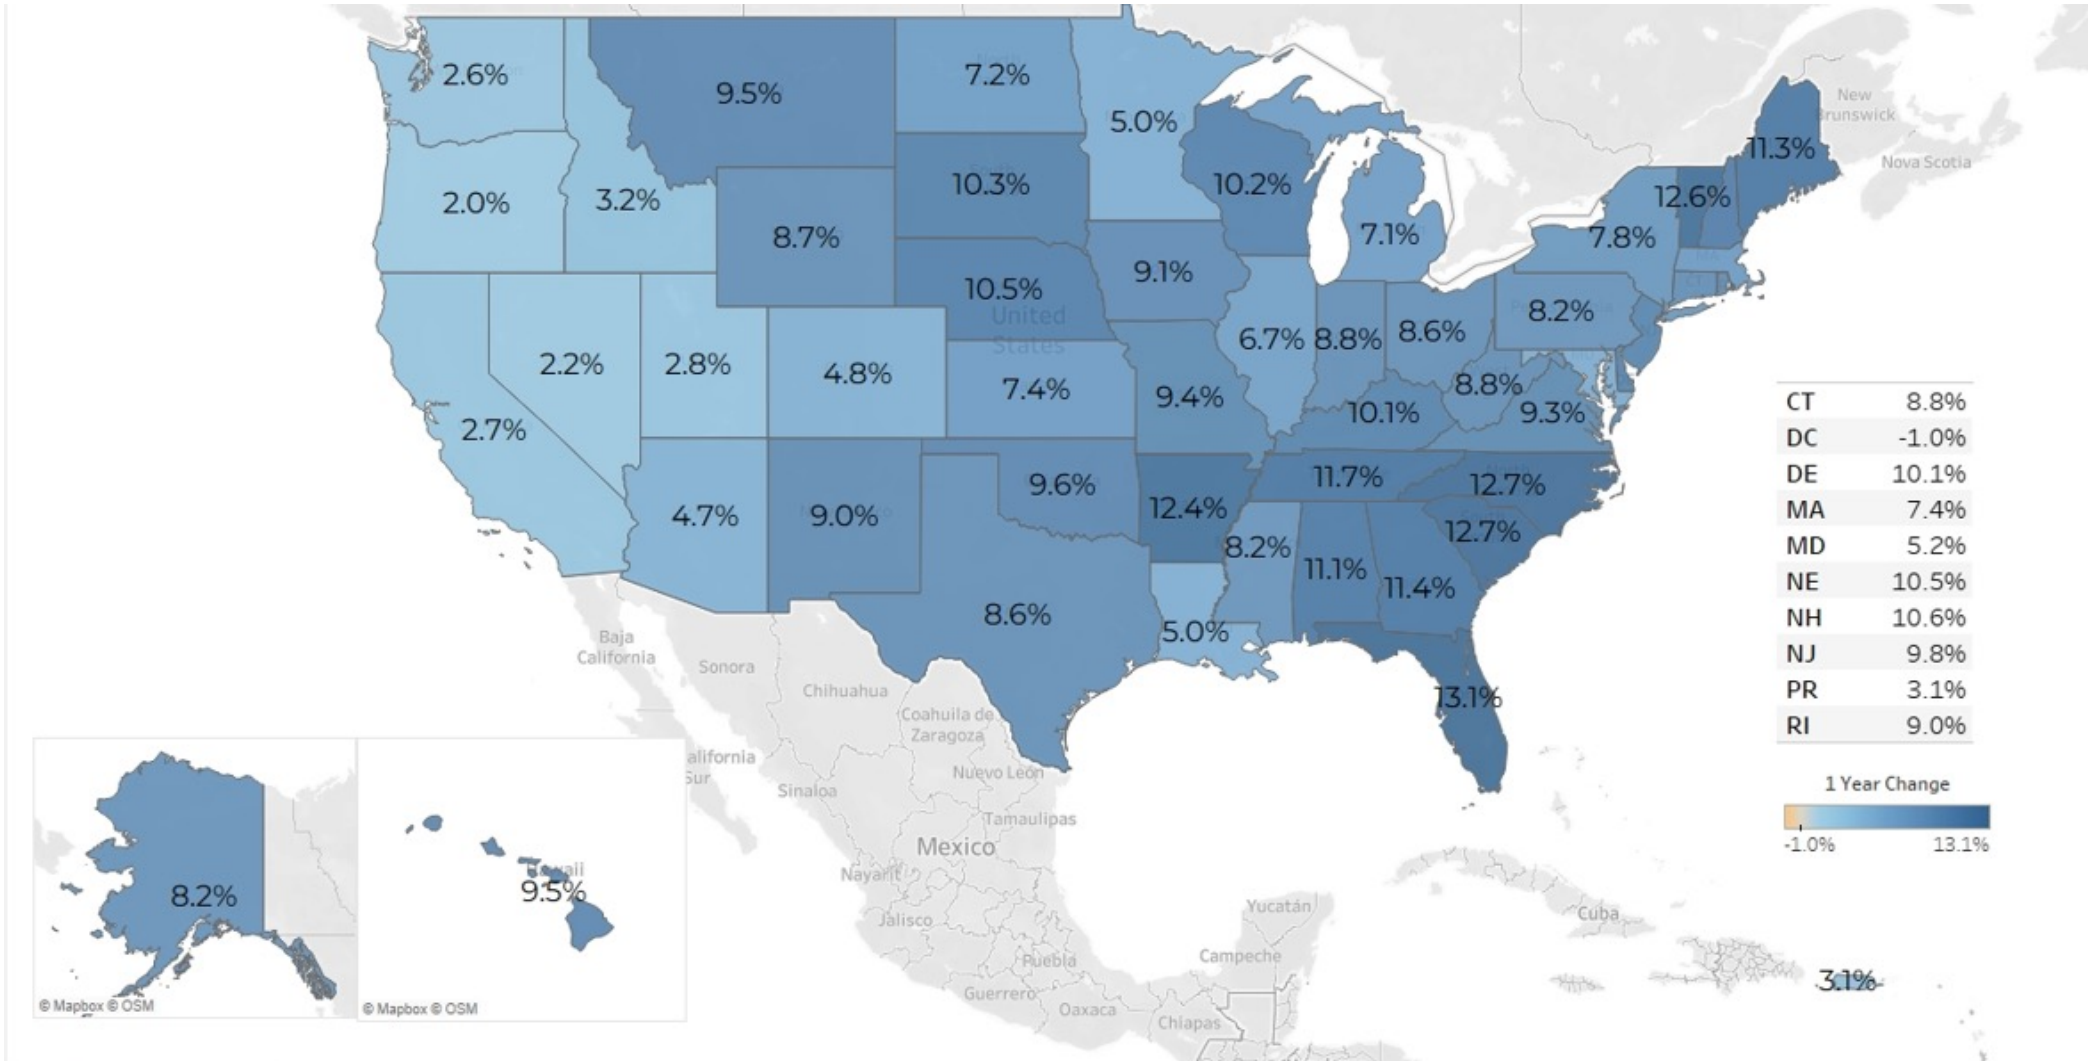 2.6%
9.5%
7.2%
5.0%
New
Brunswick
11.3%
Nova Scotia
2.0%
3.2%
8.7%
10.3%
10.2%
7.1%
12.6%
7.8%
MA
9.1%
10.5%
United
States
CT
8.2%
2.7%
2.2%
2.8%
4.8%
7.4%
9.4%
6.7%
8.8%
8.6%
8.8%
9.3%
10.1%
4.7%
9.0%
9.6%
12.4%
11.7%
12.7%
12.7%
8.6%
5.0%
8.2%
11.1%
11.4%
13.1%
CT 8.8%
DC -1.0%
DE 10.1%
MA 7.4%
MD 5.2%
NE 10.5%
NH 10.6%
NJ 9.8%
PR 3.1%
RI 9.0%
1 Year Change
-1.0% 13.1%
Baja
California
Sonora
Chihuahua
Coahuila de
Zaragoza
Nuevo León
Sinaloa
Tamaulipas
Mexico
Nayarit
Jalisco
Yucatán
Campeche
Puebla
Guerrero
Oaxaca
Chiapas
Cuba
3.1%
8.2%
© Mapbox © OSM
Hawaii
9.5%
© Mapbox © OSM